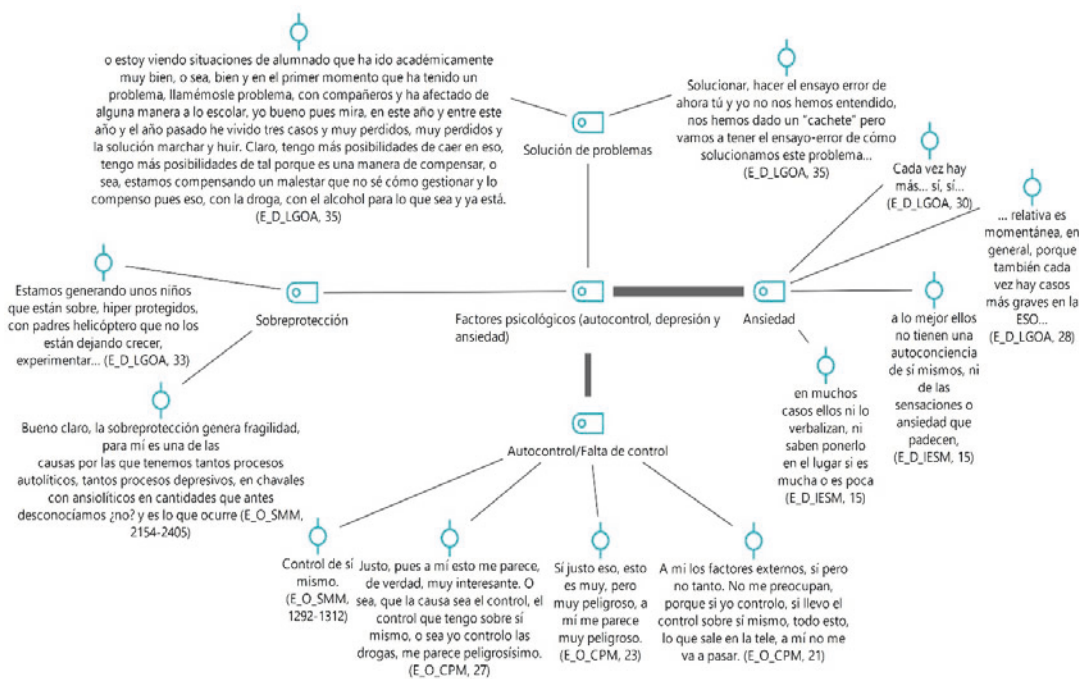 o estoy viendo situaciones de alumnado que ha ido académicamente
muy bien, o sea, bien y en el primer momento que ha tenido un
problema, llamémosle problema, con compañeros y ha afectado de
alguna manera a lo escolar, yo bueno pues mira, en este año y entre este
año y el año pasado he vivido tres casos y muy perdidos, muy perdidos y
la solución marchar y huir. Claro, tengo más posibilidades de caer en eso,
tengo más posibilidades de tal porque es una manera de compensar, o
sea, estamos compensando un malestar que no sé cómo gestionar y lo
compenso pues eso, con la droga, con el alcohol para lo que sea y ya está.
(E_D_LGOA, 35)
Solución de problemas
Solucionar, hacer el ensayo error de
ahora tú y yo no nos hemos entendido,
nos hemos dado un "cachete" pero
vamos a tener el ensayo-error de cómo
solucionamos este problema...
(E_D_LGOA, 35)
Cada vez hay
más... sí, sí...
(E_D_LGOA, 30)
... relativa es
momentánea, en
general, porque
también cada
vez hay casos
más graves en la
ESO...
(E_D_LGOA, 28)
Estamos generando unos niños
que están sobre, hiper protegidos,
con padres helicóptero que no los
están dejando crecer,
experimentar... (E_D_LGOA, 33)
Sobreprotección
Factores psicológicos (autocontrol, depresión y
ansiedad)
Ansiedad
a lo mejor ellos
no tienen una
autoconciencia
de sí mismos, ni
de las
sensaciones o
ansiedad que
padecen,
(E_D_IESM, 15)
en muchos
casos ellos ni lo
verbalizan, ni
saben ponerlo
en el lugar si es
mucha o es poca
(E_D_IESM, 15)
Bueno claro, la sobreprotección genera fragilidad,
para mí es una de las
causas por las que tenemos tantos procesos
autolíticos, tantos procesos depresivos, en chavales
con ansiolíticos en cantidades que antes
desconocíamos ¿no? y es lo que ocurre (E_O_SMM,
2154-2405)
Autocontrol/Falta de control
Control de sí
mismo.
(E_O_SMM,
1292-1312)
Justo, pues a mí esto me parece,
de verdad, muy interesante. O
sea, que la causa sea el control, el
control que tengo sobre sí
mismo, o sea yo controlo las
drogas, me parece peligrosísimo.
(E_O_CPM, 27)
Sí justo eso, esto
es muy, pero
muy peligroso, a
mí me parece
muy peligroso.
(E_O_CPM, 23)
A mi los factores externos, sí pero
no tanto. No me preocupan,
porque si yo controlo, si llevo el
control sobre sí mismo, todo esto,
lo que sale en la tele, a mí no me
va a pasar. (E_O_CPM, 21)